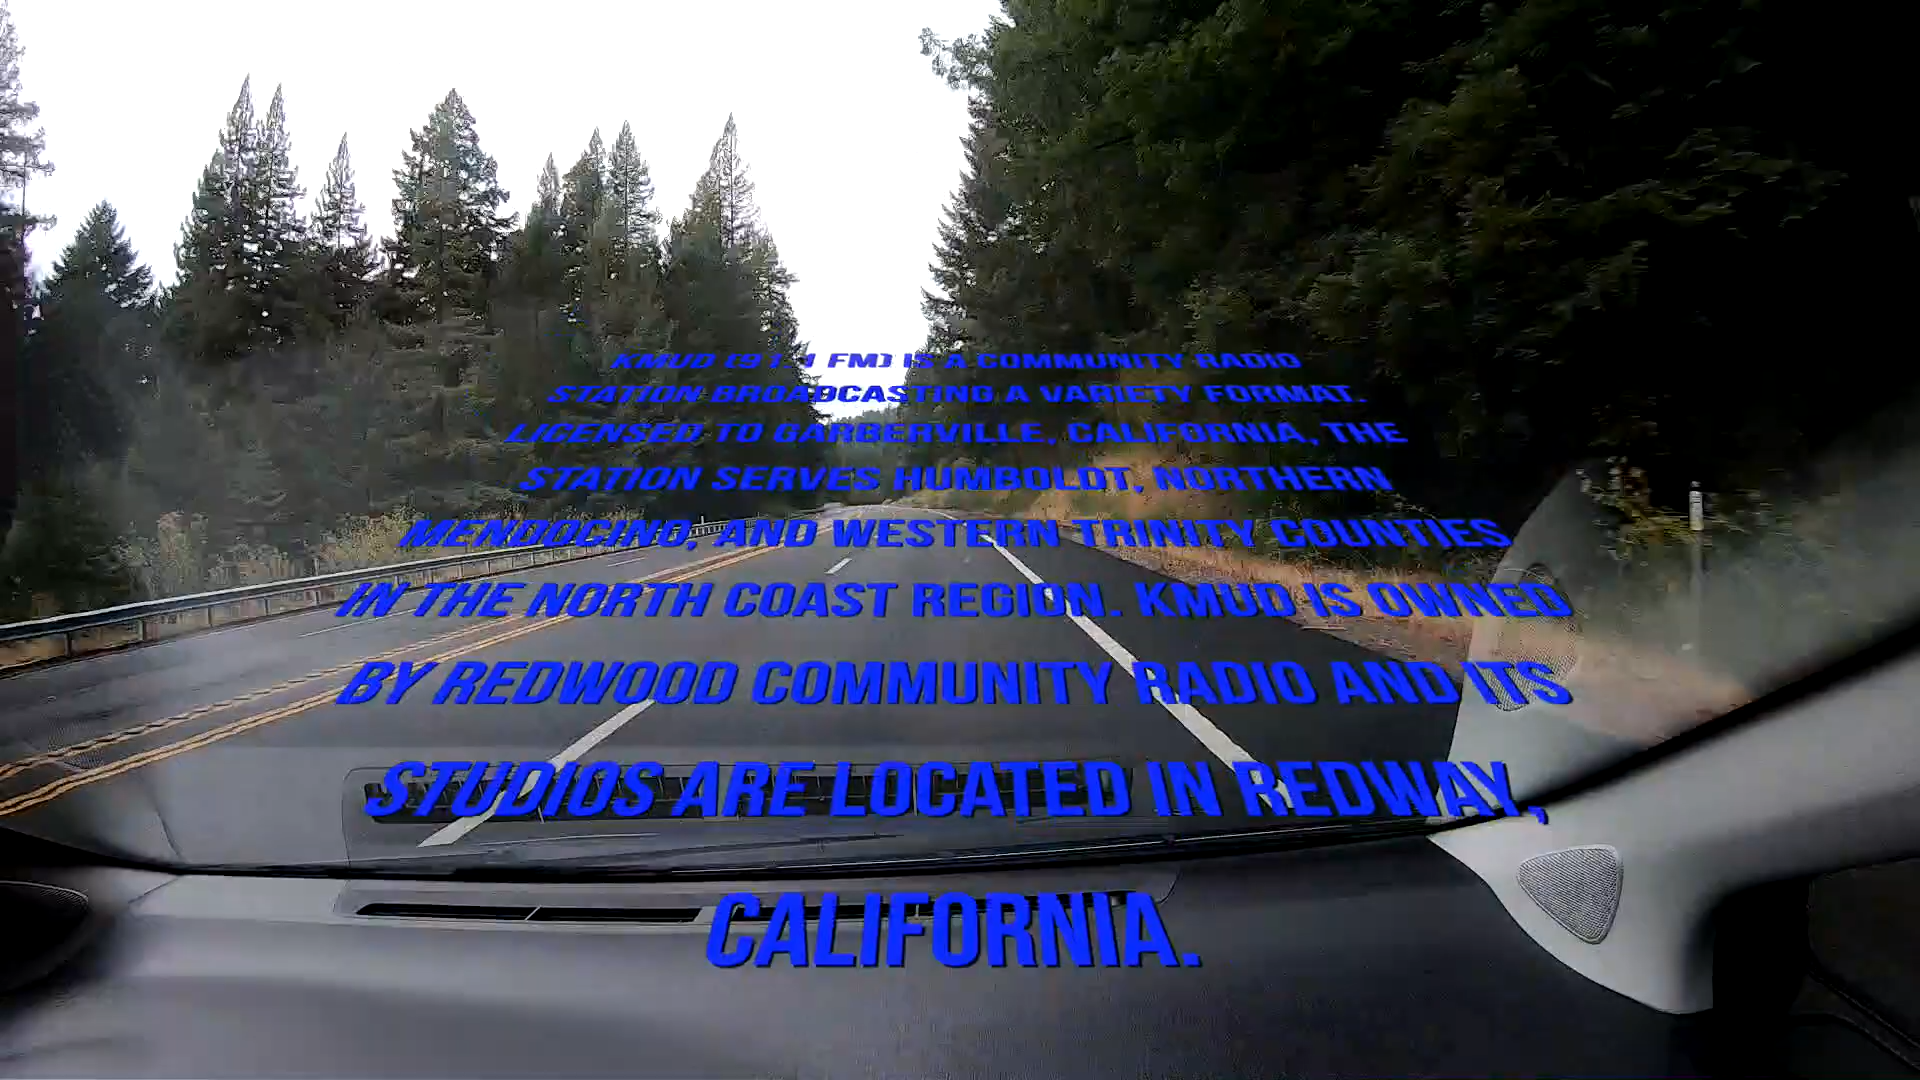 KMUD (91.1 FM) IS A COMMUNITY RADIO
STATION BROADCASTING A VARIETY FORMAT.
LICENSED TO GARBERVILLE, CALIFORNIA, THE
STATION SERVES HUMBOLDT, NORTHERN
MENDOCINO, AND WESTERN TRINITY COUNTIES
IN THE NORTH COAST REGION. KMUD IS OWNED
BY REDWOOD COMMUNITY RADIO AND ITS
STUDIOS ARE LOCATED IN REDWAY,
CALIFORNIA.